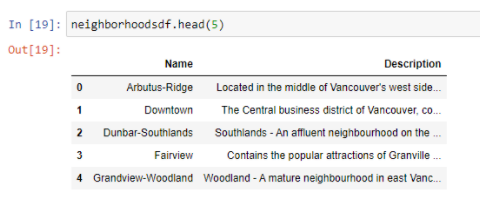 In [19]: neighborhoodsdf.head(5)
Out[19]:
Name Description
0 Arbutus-Ridge Located in the middle of Vancouver's west side...
1 Downtown The Central business district of Vancouver, co...
2 Dunbar-Southlands Southlands - An affluent neighbourhood on the ...
3 Fairview Contains the popular attractions of Granville ...
4 Grandview-Woodland Woodland - A mature neighbourhood in east Vanc...